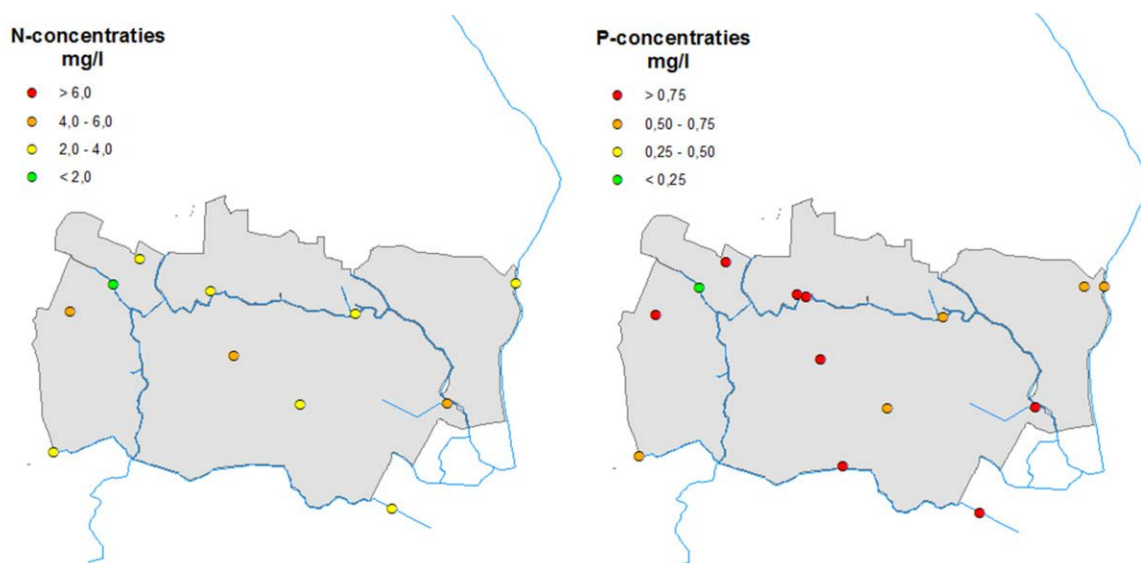 N-concentraties
mg/l
> 6,0
4,0 - 6,0
2,0 - 4,0
< 2,0
P-concentraties
mg/l
> 0,75
0,50 - 0,75
0,25 - 0,50
< 0,25